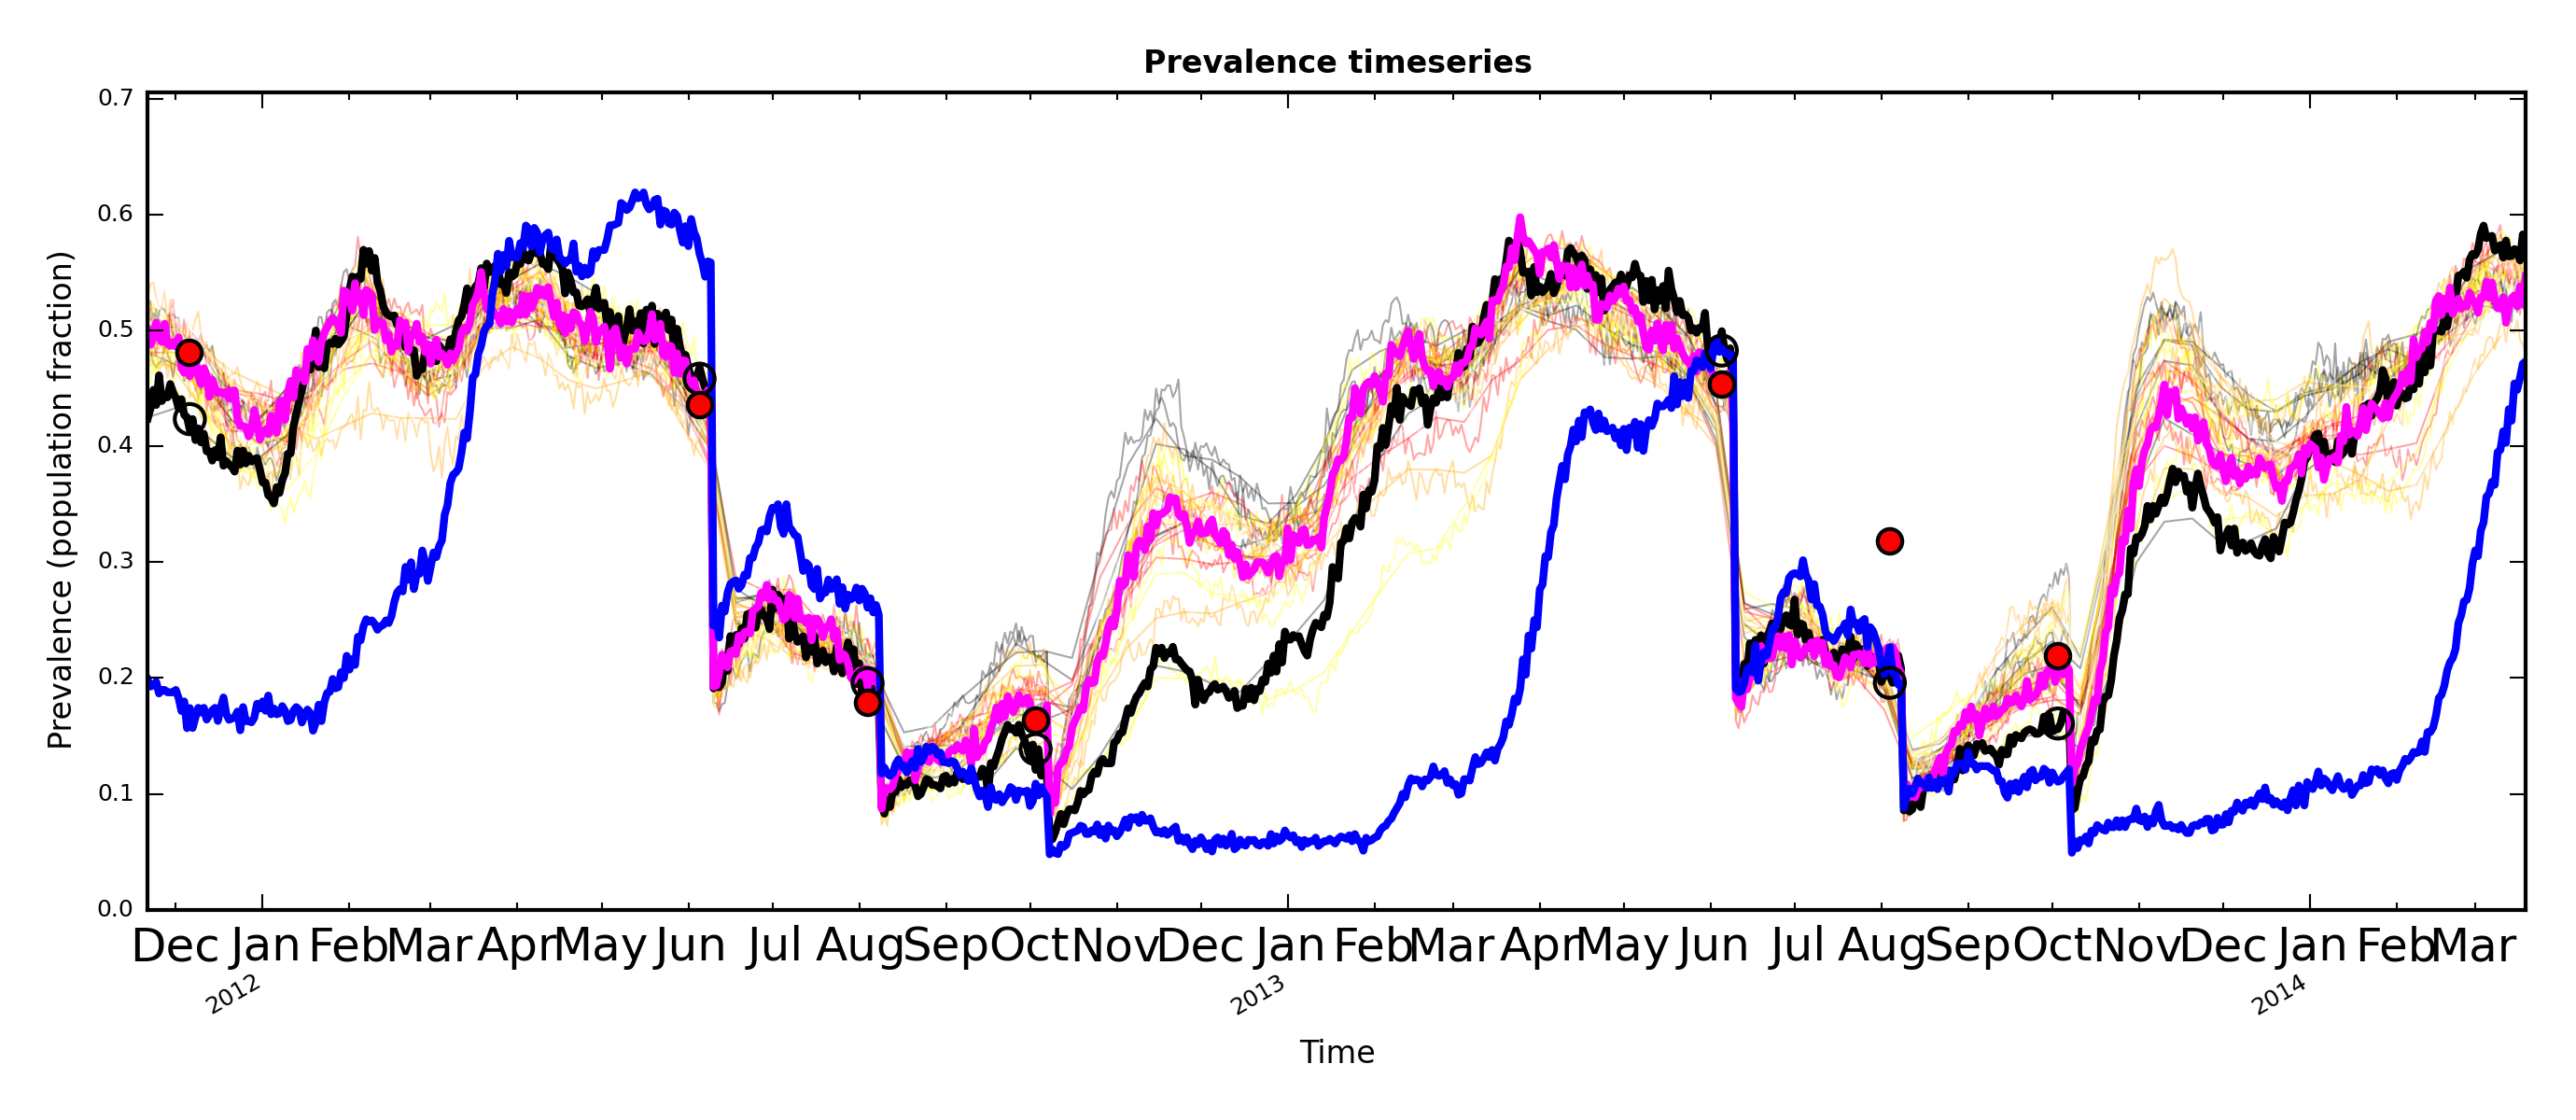 Prevalence timeseries
0.7
0.6
0.5
0.4
0.3
0.2
0.1
0.0
Prevalence (population fraction)
Dec Jan Feb Mar Apr May Jun Jul Aug Sep Oct Nov Dec Jan Feb Mar Apr May Jun Jul Aug Sep Oct Nov Dec Jan Feb Mar
2012 2013 2014
Time